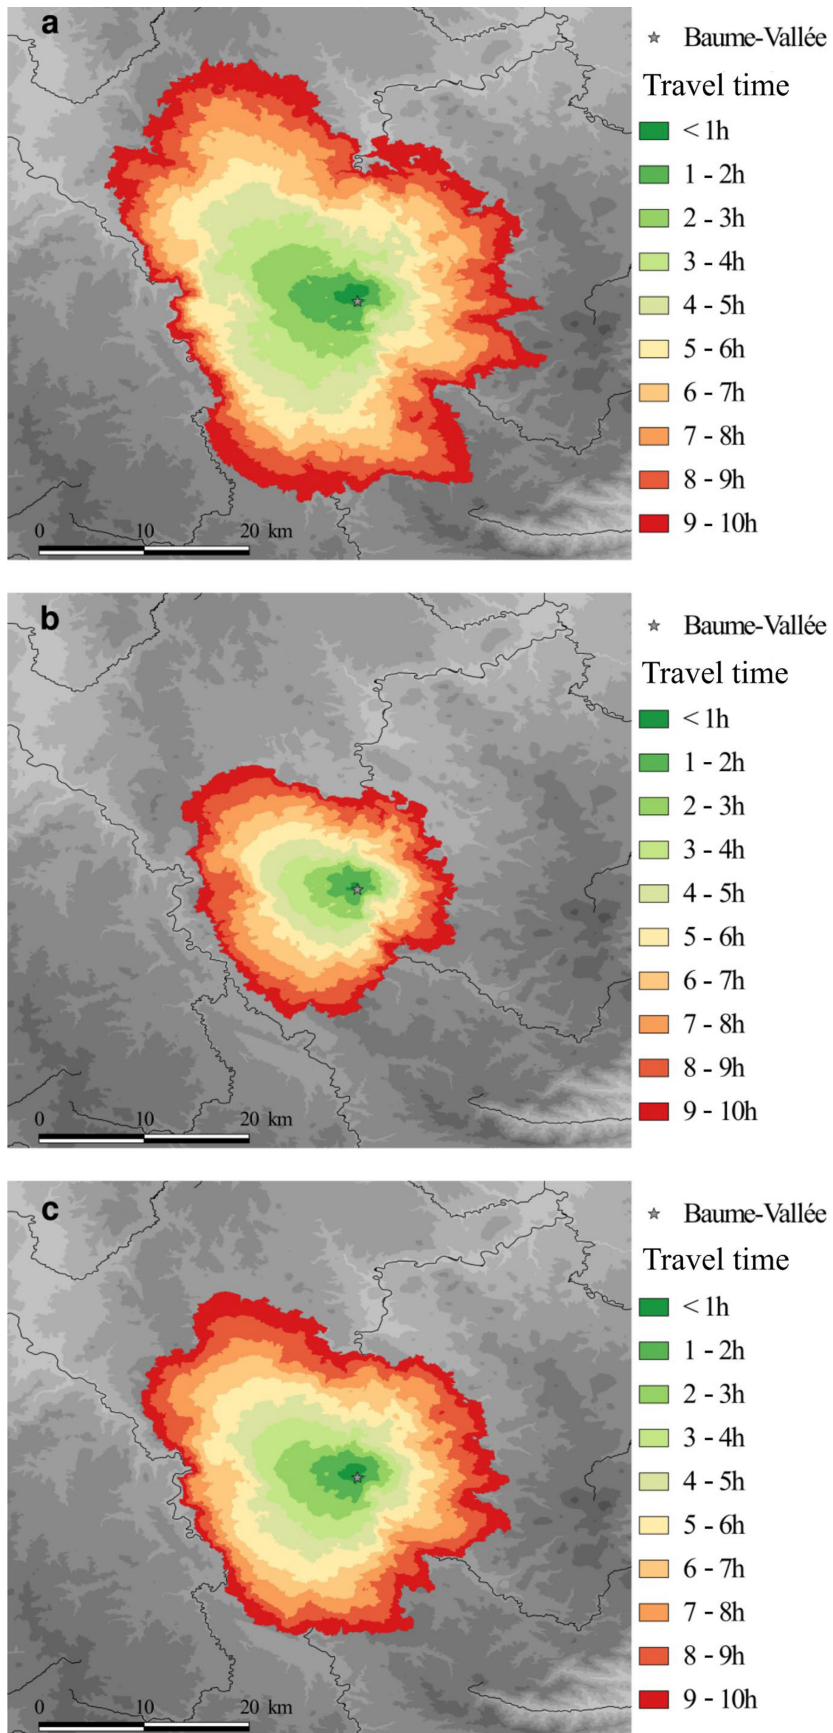 a
Baume-Vallée
Travel time
< 1h
1 - 2h
2 - 3h
3 - 4h
4 - 5h
5 - 6h
6 - 7h
7 - 8h
8 - 9h
9 - 10h
0 10 20 km
b
Baume-Vallée
Travel time
< 1h
1 - 2h
2 - 3h
3 - 4h
4 - 5h
5 - 6h
6 - 7h
7 - 8h
8 - 9h
9 - 10h
0 10 20 km
c
Baume-Vallée
Travel time
< 1h
1 - 2h
2 - 3h
3 - 4h
4 - 5h
5 - 6h
6 - 7h
7 - 8h
8 - 9h
9 - 10h
0 10 20 km